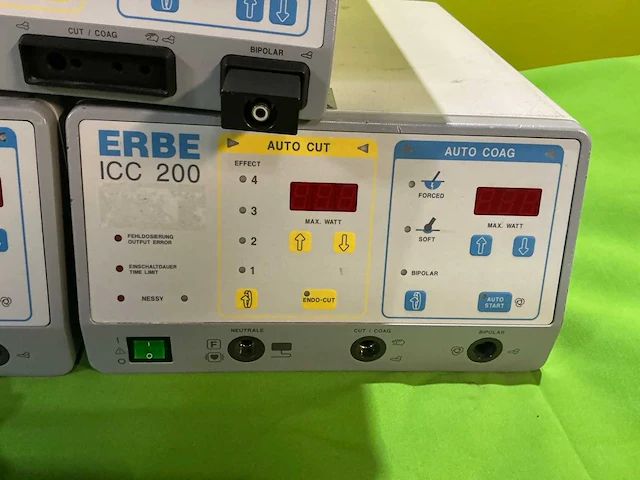 CUT / COAG
BIPOLAR
ERBE
ICC 200
FEHLDOSIERUNG
OUTPUT ERROR
EINSCHALTDAUER
TIME LIMIT
NESSY
AUTO CUT
EFFECT
4
3
2
1
MAX. WATT
ENDO-CUT
AUTO COAG
FORCED
SOFT
BIPOLAR
MAX. WATT
AUTO
START
I
O
NEUTRALE
F
CUT / COAG
BIPOLAR